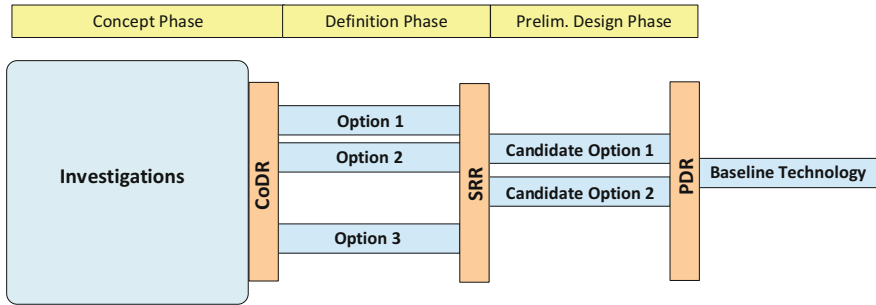 Concept Phase
Definition Phase
Prelim. Design Phase
Investigations
CoDR
Option 1
Option 2
Option 3
SRR
Candidate Option 1
Candidate Option 2
PDR
Baseline Technology